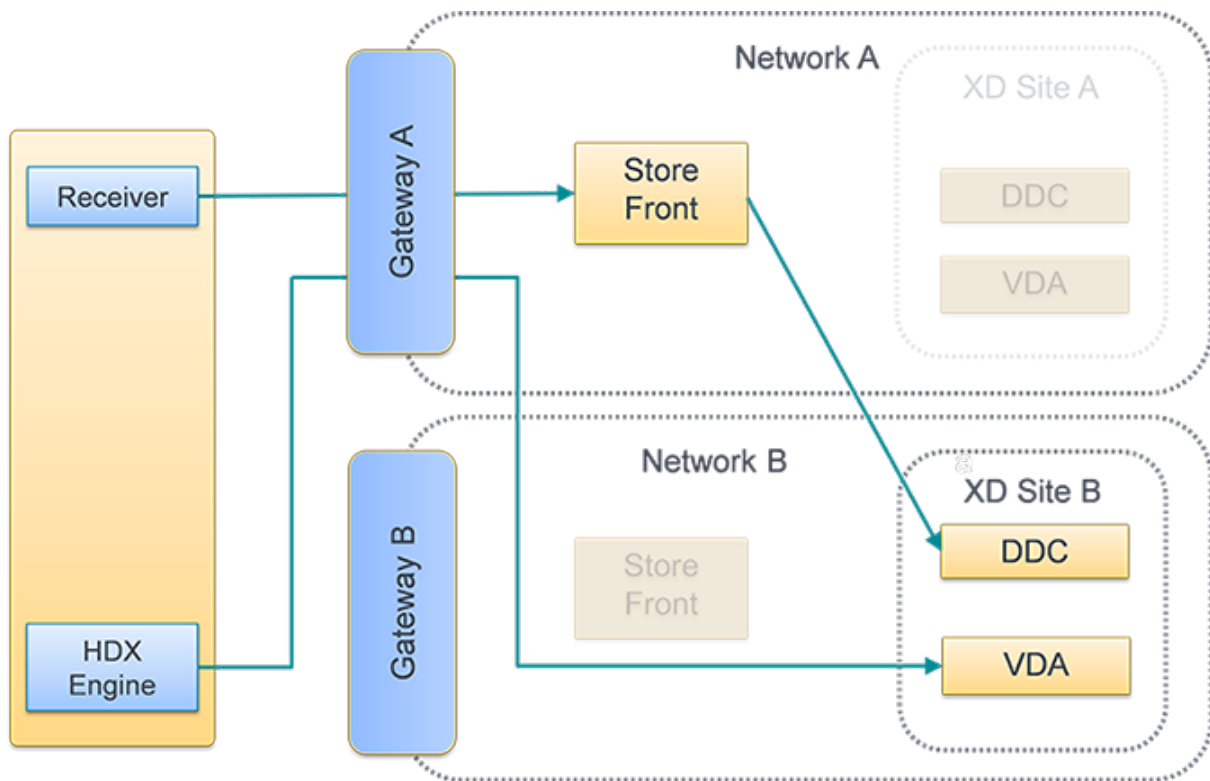 Network A
XD Site A
Receiver
Gateway A
Store
Front
DDC
VDA
Network B
XD Site B
Gateway B
Store
Front
DDC
VDA
HDX
Engine